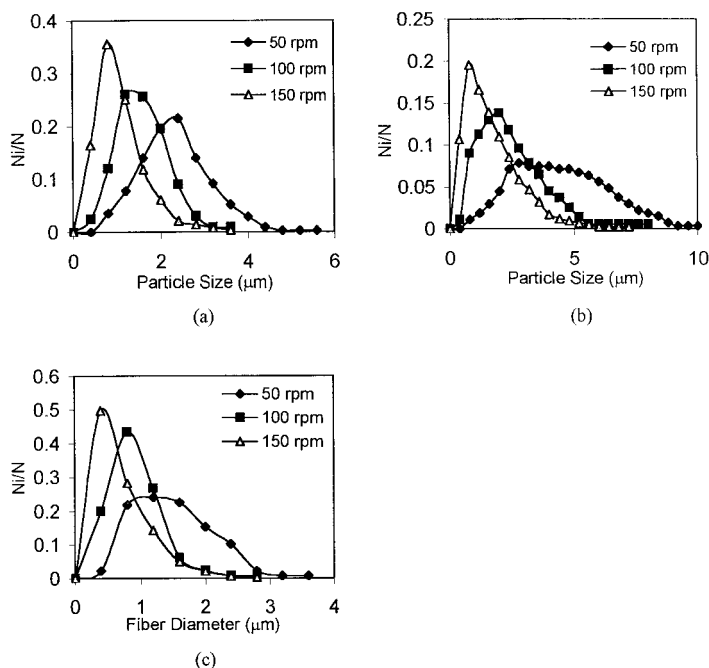 0.4
0.3
0.2
0.1
0
Ni/N
50 rpm
100 rpm
150 rpm
0 2 4 6
Particle Size (μm)
(a)
0.2
0.15
0.1
0.05
0
Ni/N
50 rpm
100 rpm
150 rpm
0 5 10
Particle Size (μm)
(b)
0.6
0.5
0.4
0.3
0.2
0.1
0
Ni/N
50 rpm
100 rpm
150 rpm
0 1 2 3 4
Fiber Diameter (μm)
(c)